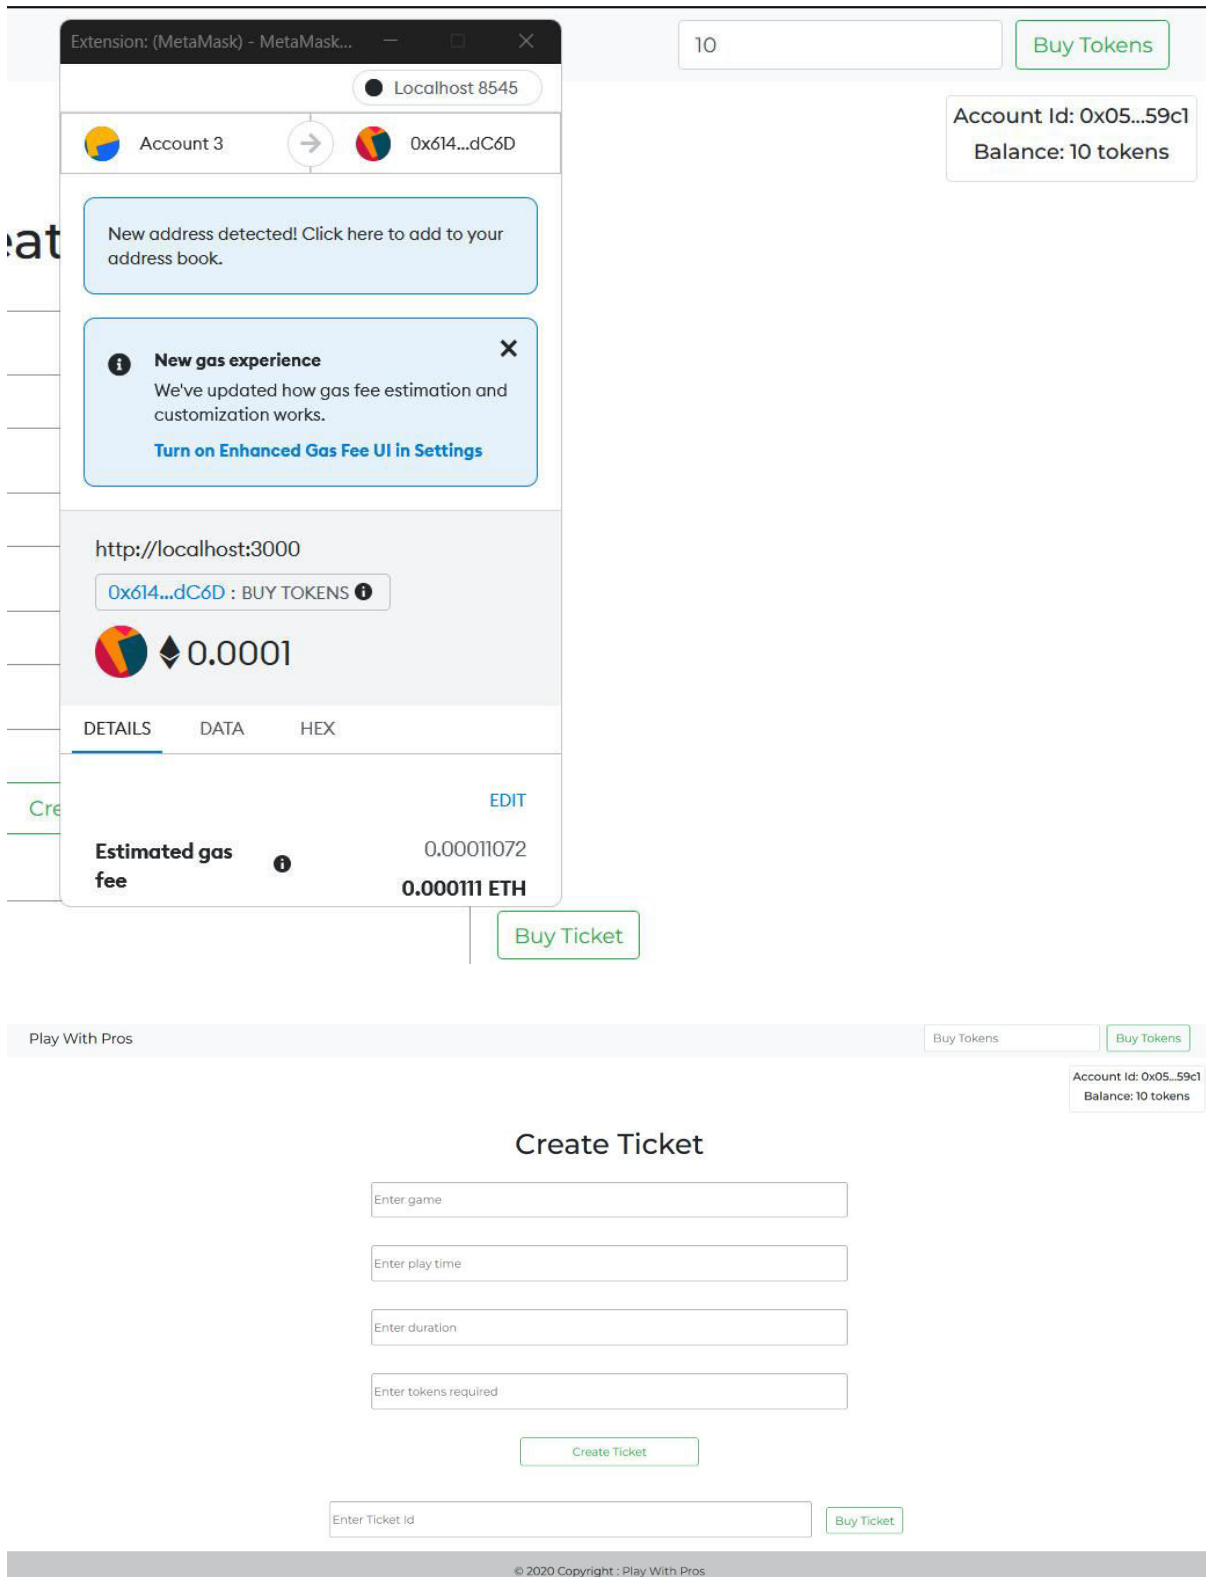 Extension: (MetaMask) - MetaMask...
10
Buy Tokens
Localhost 8545
Account 3
0x614...dC6D
Account Id: 0x05...59c1
Balance: 10 tokens
eat
New address detected! Click here to add to your
address book.
New gas experience
We've updated how gas fee estimation and
customization works.
Turn on Enhanced Gas Fee UI in Settings
http://localhost:3000
0x614...dC6D : BUY TOKENS
0.0001
DETAILS DATA HEX
EDIT
Cre
Estimated gas
fee
0.00011072
0.000111 ETH
Buy Ticket
Play With Pros
Buy Tokens
Buy Tokens
Account Id: 0x05...59c1
Balance: 10 tokens
Create Ticket
Enter game
Enter play time
Enter duration
Enter tokens required
Create Ticket
Enter Ticket Id
Buy Ticket
© 2020 Copyright : Play With Pros